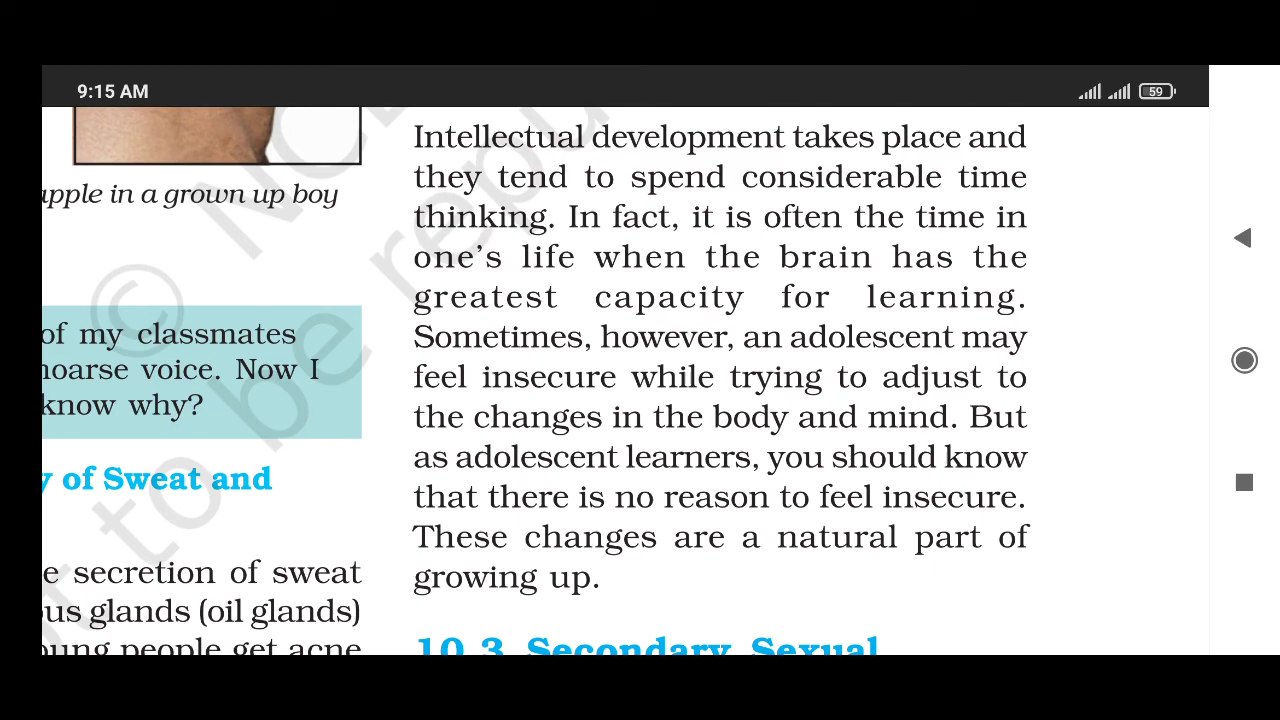 9:15 AM
59
apple in a grown up boy
of my classmates
hoarse voice. Now I
know why?
of Sweat and
secretion of sweat
glands (oil glands)
people get acne
Intellectual development takes place and
they tend to spend considerable time
thinking. In fact, it is often the time in
one's life when the brain has the
greatest capacity for learning.
Sometimes, however, an adolescent may
feel insecure while trying to adjust to
the changes in the body and mind. But
as adolescent learners, you should know
that there is no reason to feel insecure.
These changes are a natural part of
growing up.
10.3 Secondary Sexual